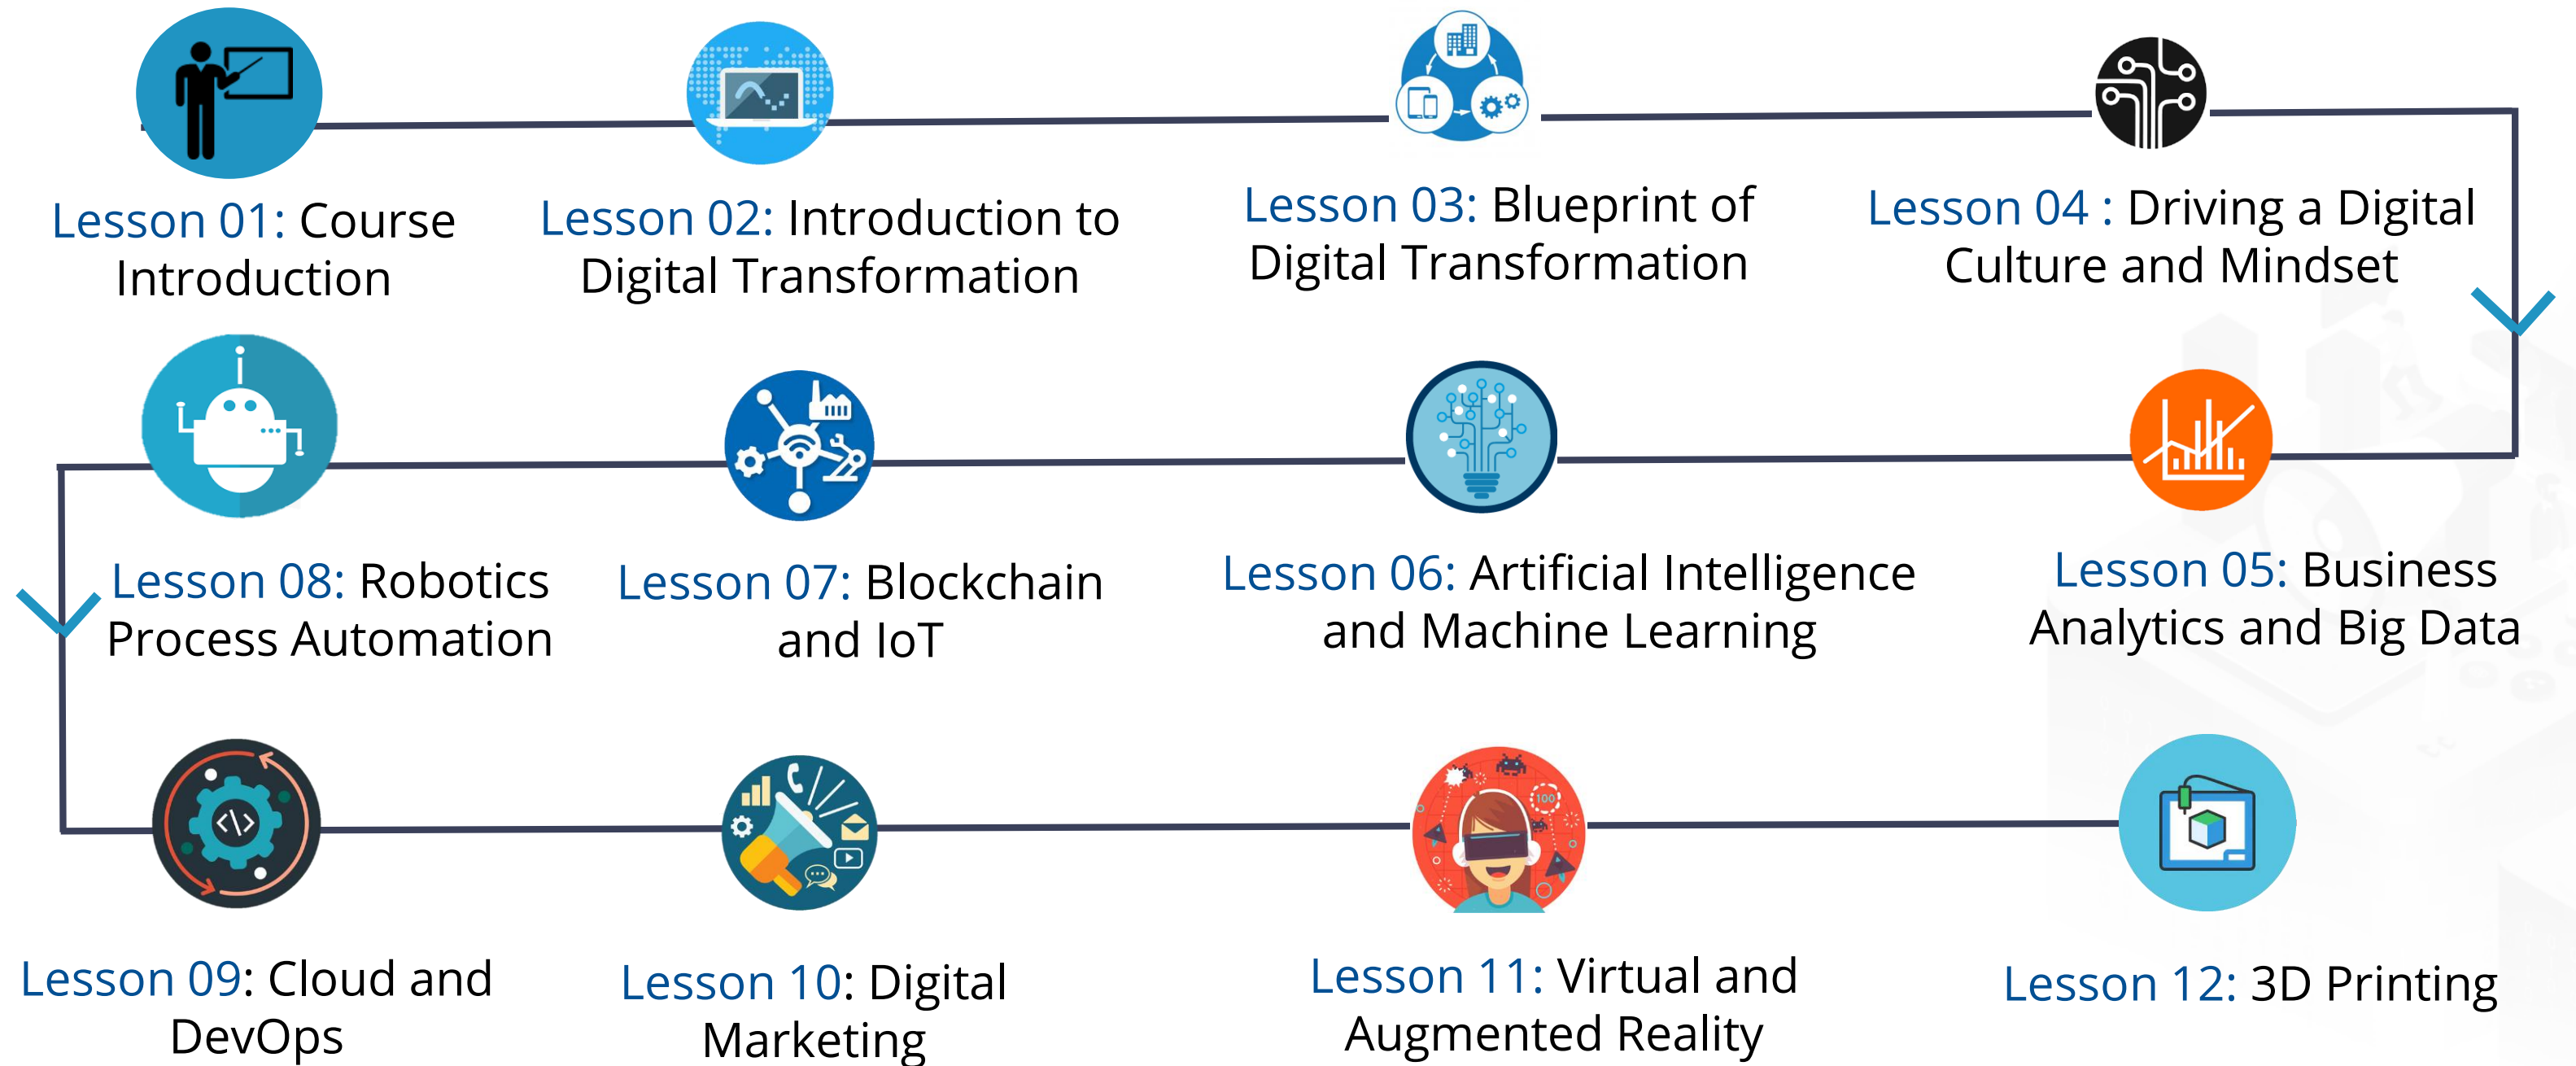 Lesson 01: Course
Introduction
Lesson 02: Introduction to
Digital Transformation
Lesson 03: Blueprint of
Digital Transformation
Lesson 04 : Driving a Digital
Culture and Mindset
Lesson 08: Robotics
Process Automation
Lesson 07: Blockchain
and IoT
Lesson 06: Artificial Intelligence
and Machine Learning
Lesson 05: Business
Analytics and Big Data
100
Lesson 09: Cloud and
DevOps
Lesson 10: Digital
Marketing
Lesson 11: Virtual and
Augmented Reality
Lesson 12: 3D Printing